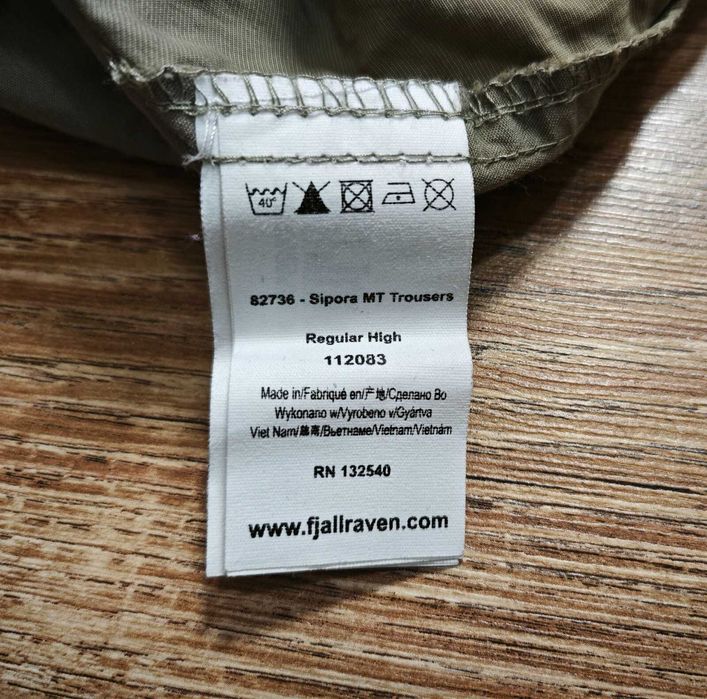 40°
82736 - Sipora MT Trousers
Regular High
112083
Made in/Fabriqué en/产地/Сделано Во
Wykonano w/Vyrobeno v/Gyártva
Viet Nam/越南/Вьетнаме/Vietnam/Vietnám
RN 132540
www.fjallraven.com